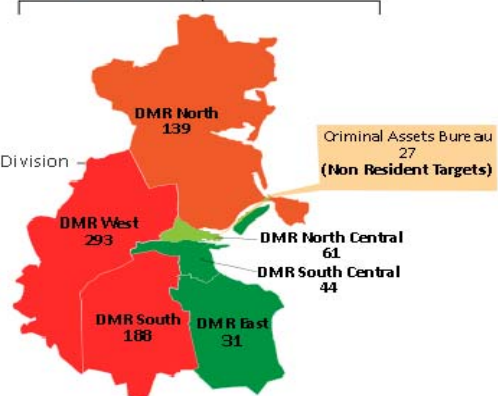 DMR North
139
Criminal Assets Bureau
27
(Non Resident Targets)
Division
DMR West
293
DMR North Central
61
DMR South Central
44
DMR South
188
DMR East
31